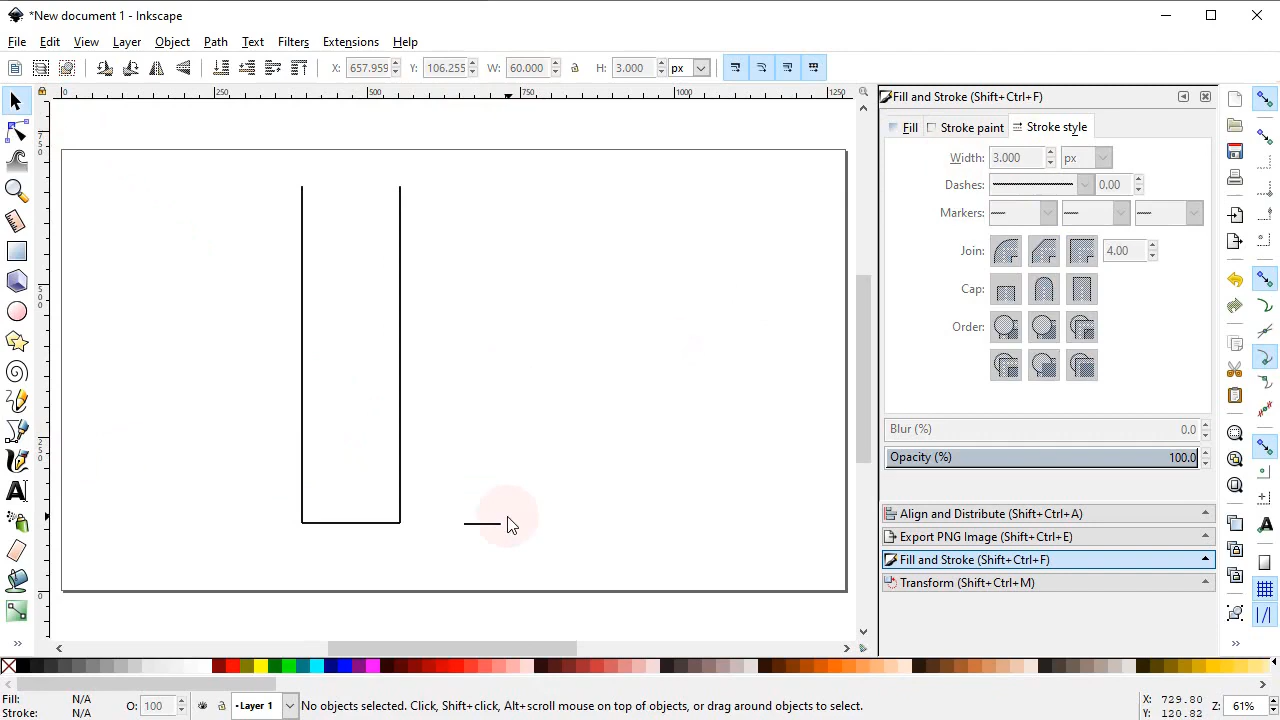 *New document 1 - Inkscape
File Edit View Layer Object Path Text Filters Extensions Help
X: 657.959 Y: 106.255 W: 60.000 H: 3.000 px
Fill and Stroke (Shift+Ctrl+F)
Fill Stroke paint Stroke style
Width: 3.000 px
Dashes: 0.00
Markers:
Join: 4.00
Cap:
Order:
Blur (%) 0.0
Opacity (%) 100.0
Align and Distribute (Shift+Ctrl+A)
Export PNG Image (Shift+Ctrl+E)
Fill and Stroke (Shift+Ctrl+F)
Transform (Shift+Ctrl+M)
0 250 500 750 1000 1250
750
500
250
0
Fill: N/A
Stroke: N/A
O: 100
Layer 1
No objects selected. Click, Shift+click, Alt+scroll mouse on top of objects, or drag around objects to select.
X: 729.80
Y: 120.82
Z: 61%